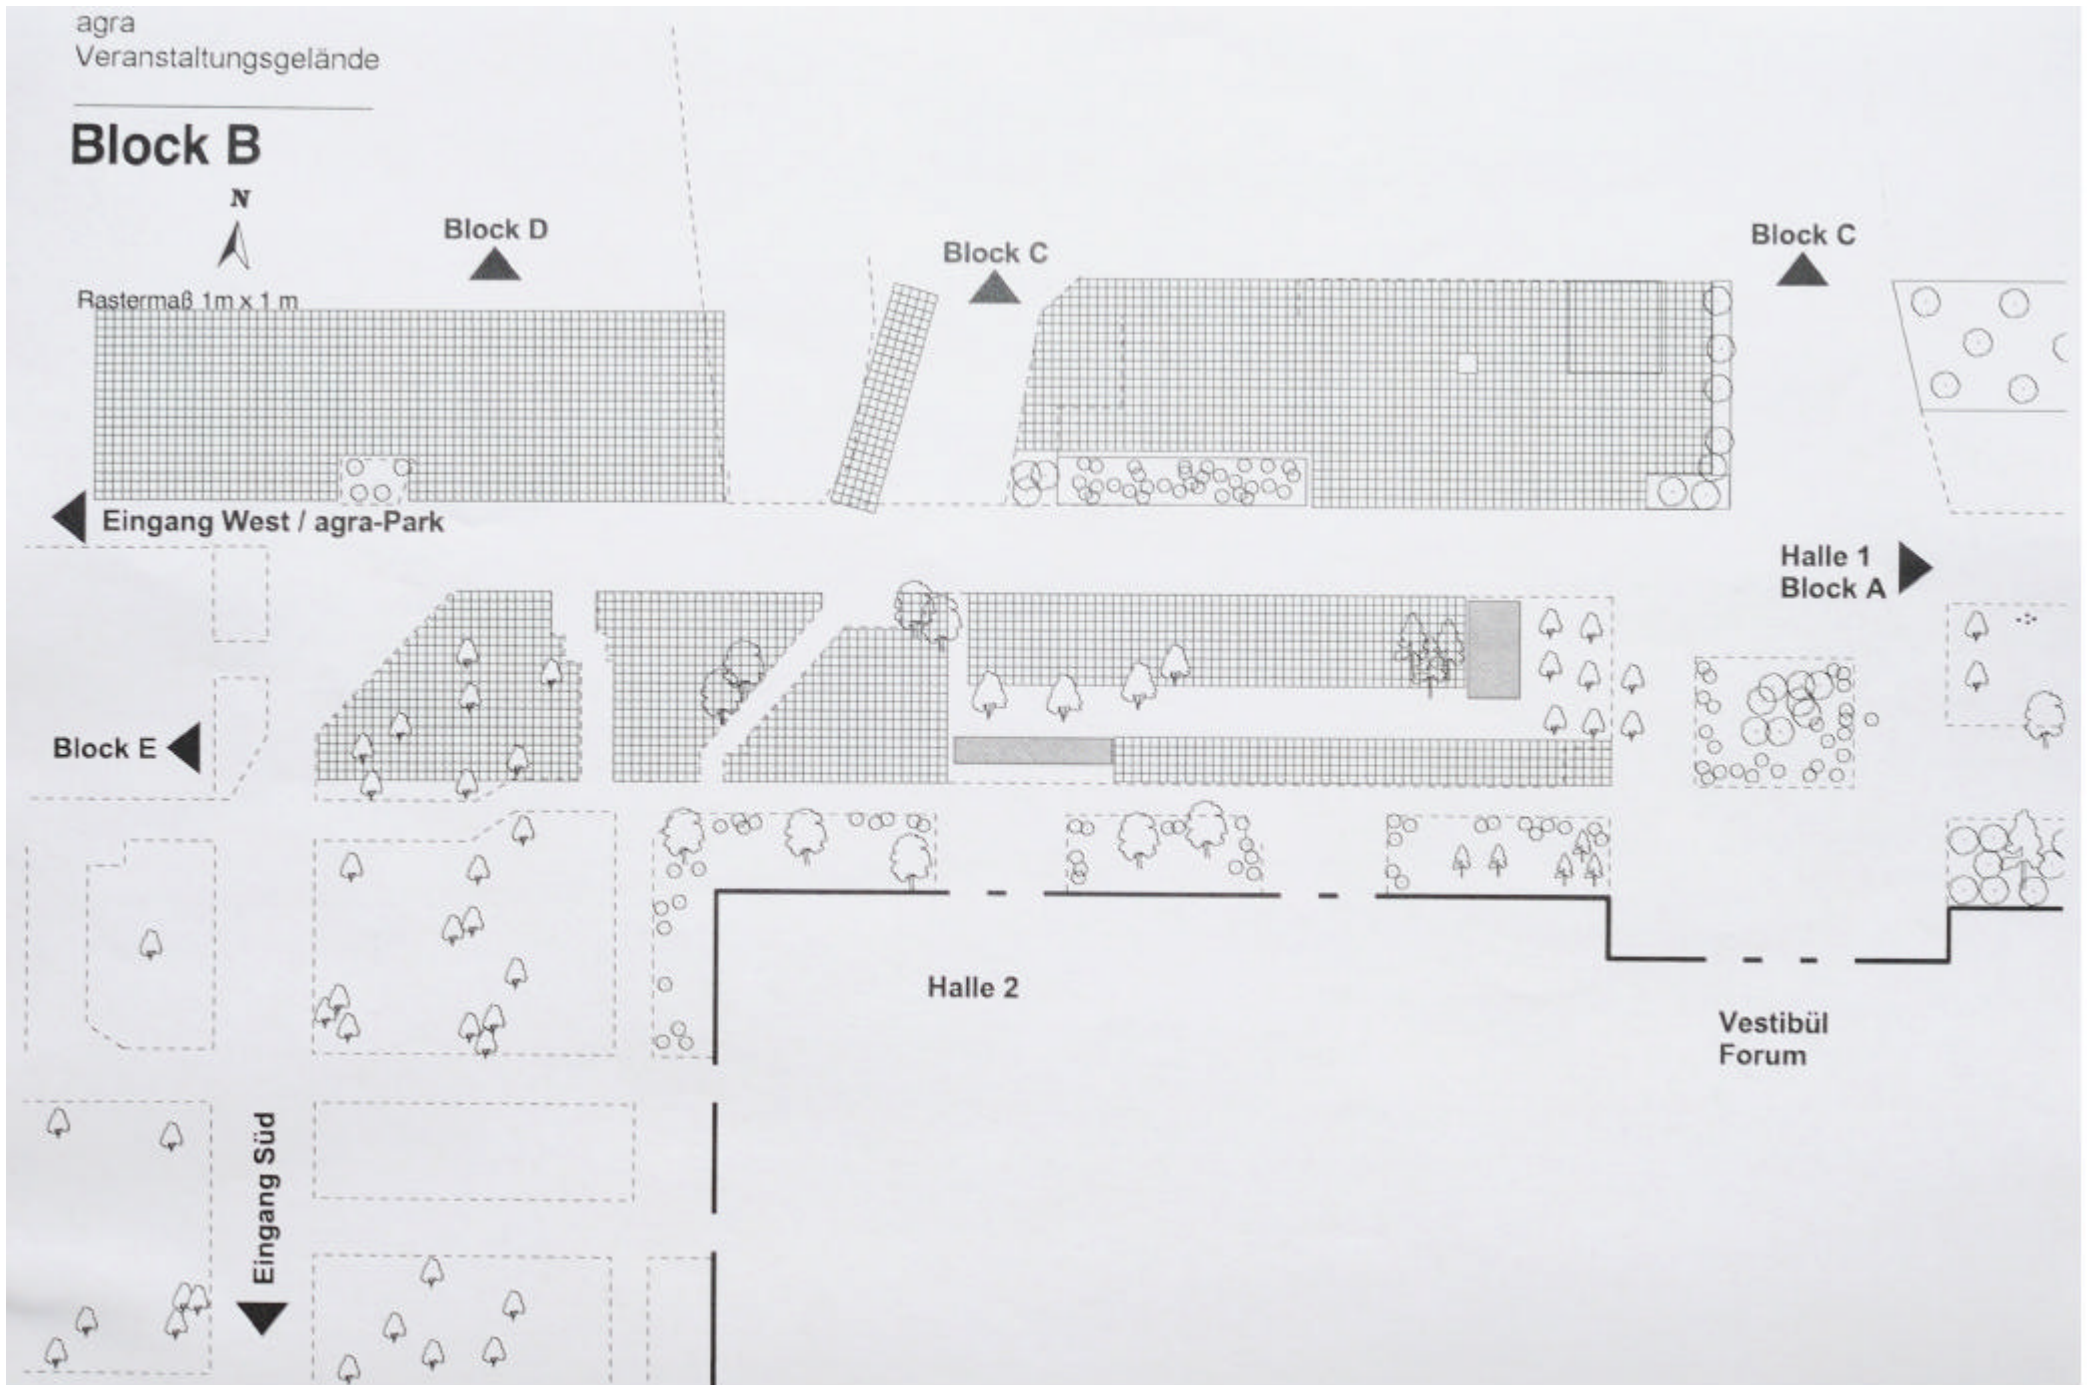 agra
Veranstaltungsgelände
Block B
N
Block D
Block C
Block C
Rastermaß 1m x 1 m
Eingang West / agra-Park
Halle 1
Block A
Block E
Halle 2
Vestibül
Forum
Eingang Süd